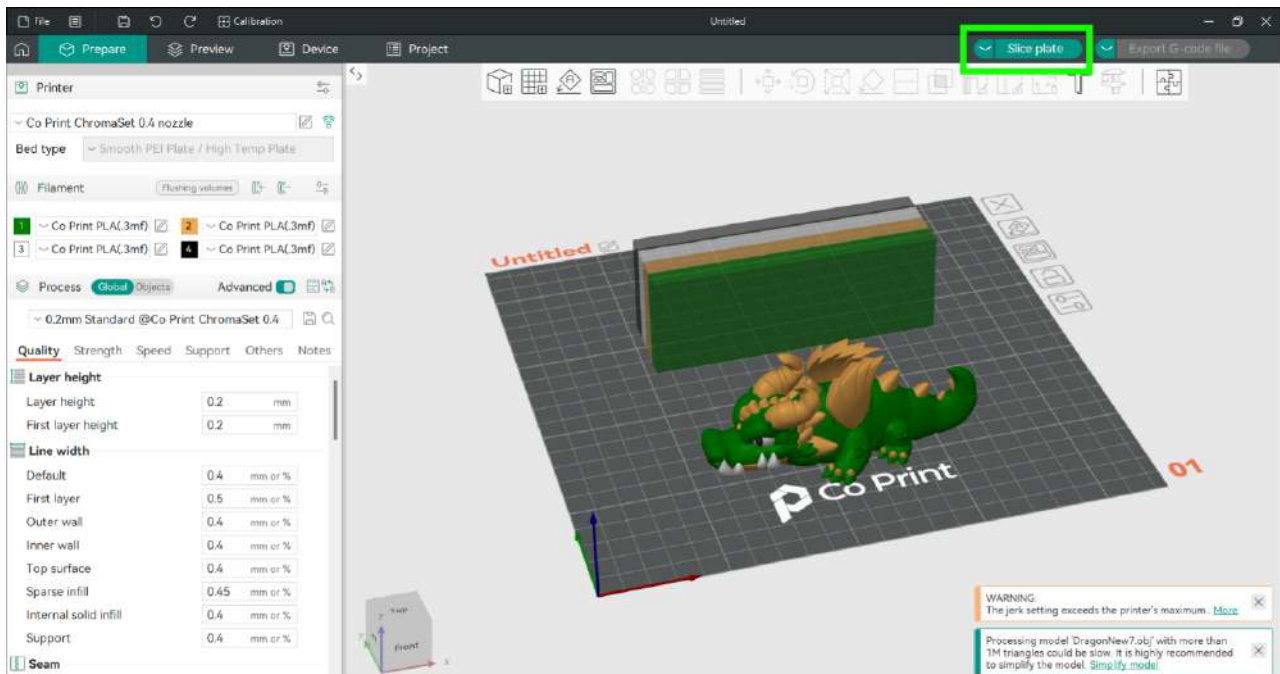 File
Calibration
Untitled
Prepare
Preview
Device
Project
Slice plate
Export G-code file
Printer
Co Print ChromaSet 0.4 nozzle
Bed type
Smooth PEI Plate / High Temp Plate
Filament
Flushing volumes
1 Co Print PLA(.3mf)
2 Co Print PLA(.3mf)
3 Co Print PLA(.3mf)
4 Co Print PLA(.3mf)
Process
Global Objects
Advanced
0.2mm Standard @Co Print ChromaSet 0.4
Quality Strength Speed Support Others Notes
Layer height
Layer height 0.2 mm
First layer height 0.2 mm
Line width
Default 0.4 mm or %
First layer 0.5 mm or %
Outer wall 0.4 mm or %
Inner wall 0.4 mm or %
Top surface 0.4 mm or %
Sparse infill 0.45 mm or %
Internal solid infill 0.4 mm or %
Support 0.4 mm or %
Seam
Untitled
Co Print
01
Top
Front
z
x
WARNING:
The jerk setting exceeds the printer's maximum.. More
Processing model 'DragonNew7.obj' with more than
1M triangles could be slow. It is highly recommended
to simplify the model. Simplify model